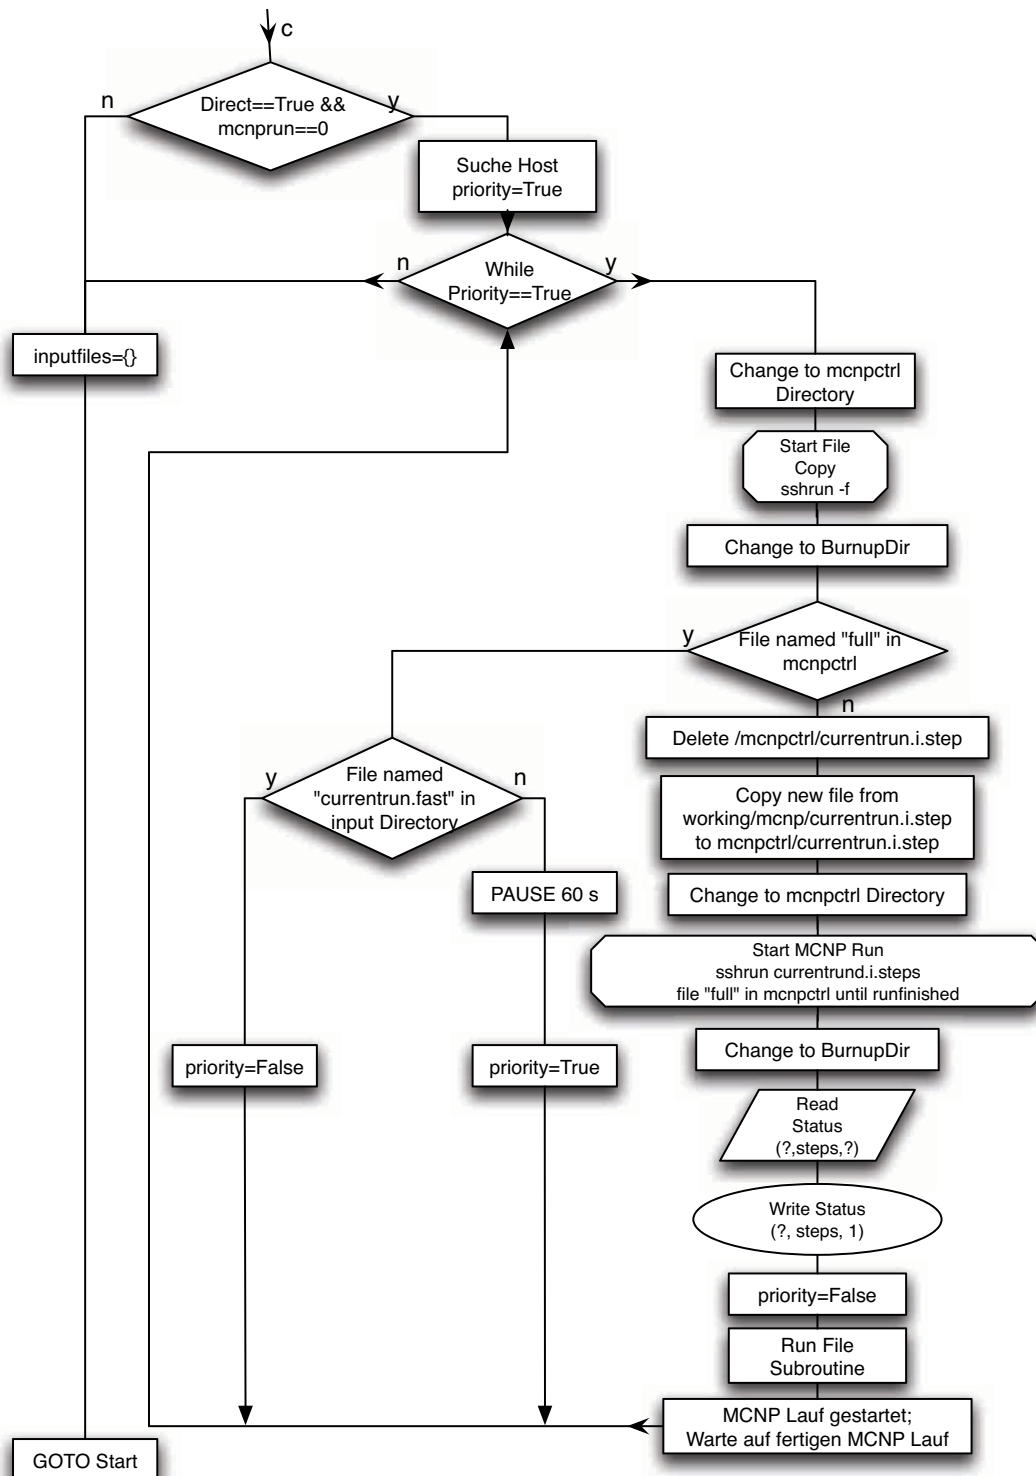 c
n
y
Direct==True &&
mcnprun==0
Suche Host
priority=True
n
y
While
Priority==True
inputfiles={}
Change to mcnpctrl
Directory
Start File
Copy
sshrun -f
Change to BurnupDir
y
File named "full" in
mcnpctrl
n
Delete /mcnpctrl/currentrun.i.step
y
File named
"currentrun.fast" in
input Directory
n
Copy new file from
working/mcnp/currentrun.i.step
to mcnpctrl/currentrun.i.step
PAUSE 60 s
Change to mcnpctrl Directory
Start MCNP Run
sshrun currentrund.i.steps
file "full" in mcnpctrl until runfinished
priority=False
priority=True
Change to BurnupDir
Read
Status
(?,steps,?)
Write Status
(?, steps, 1)
priority=False
Run File
Subroutine
MCNP Lauf gestartet;
Warte auf fertigen MCNP Lauf
GOTO Start